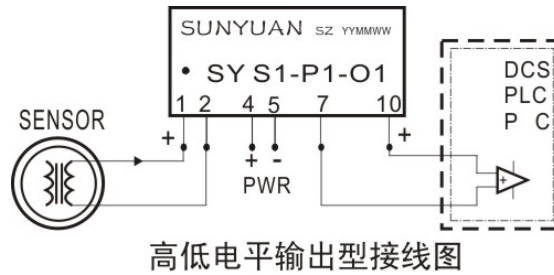 SUNYUAN SZ YYMMWW
• SY S1-P1-O1
1 2 4 5 7 10
SENSOR
+ + - +
PWR
DCS
PLC
P C
+
高低电平输出型接线图